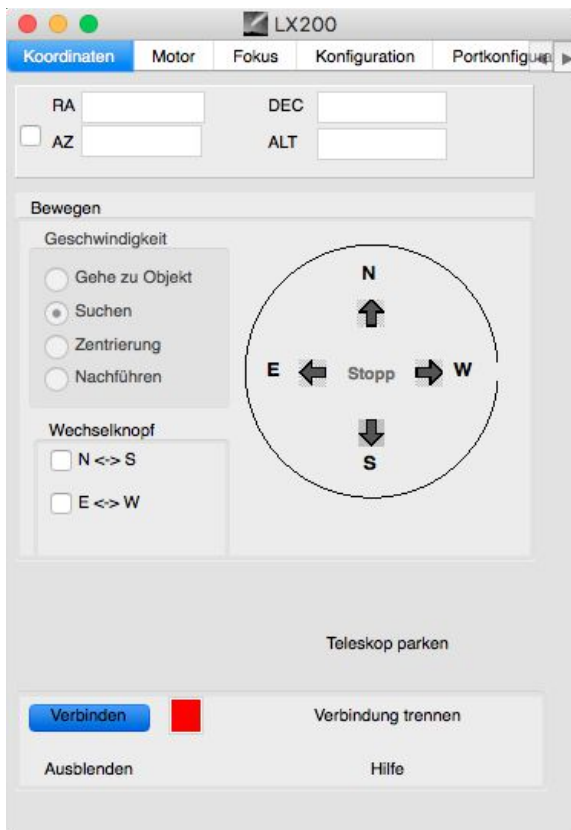 LX200
Koordinaten Motor Fokus Konfiguration Portkonfigura
RA DEC
AZ ALT
Bewegen
Geschwindigkeit
Gehe zu Objekt
Suchen
Zentrierung
Nachführen
N
E Stopp W
S
Wechselknopf
N <-> S
E <-> W
Teleskop parken
Verbinden Verbindung trennen
Ausblenden Hilfe